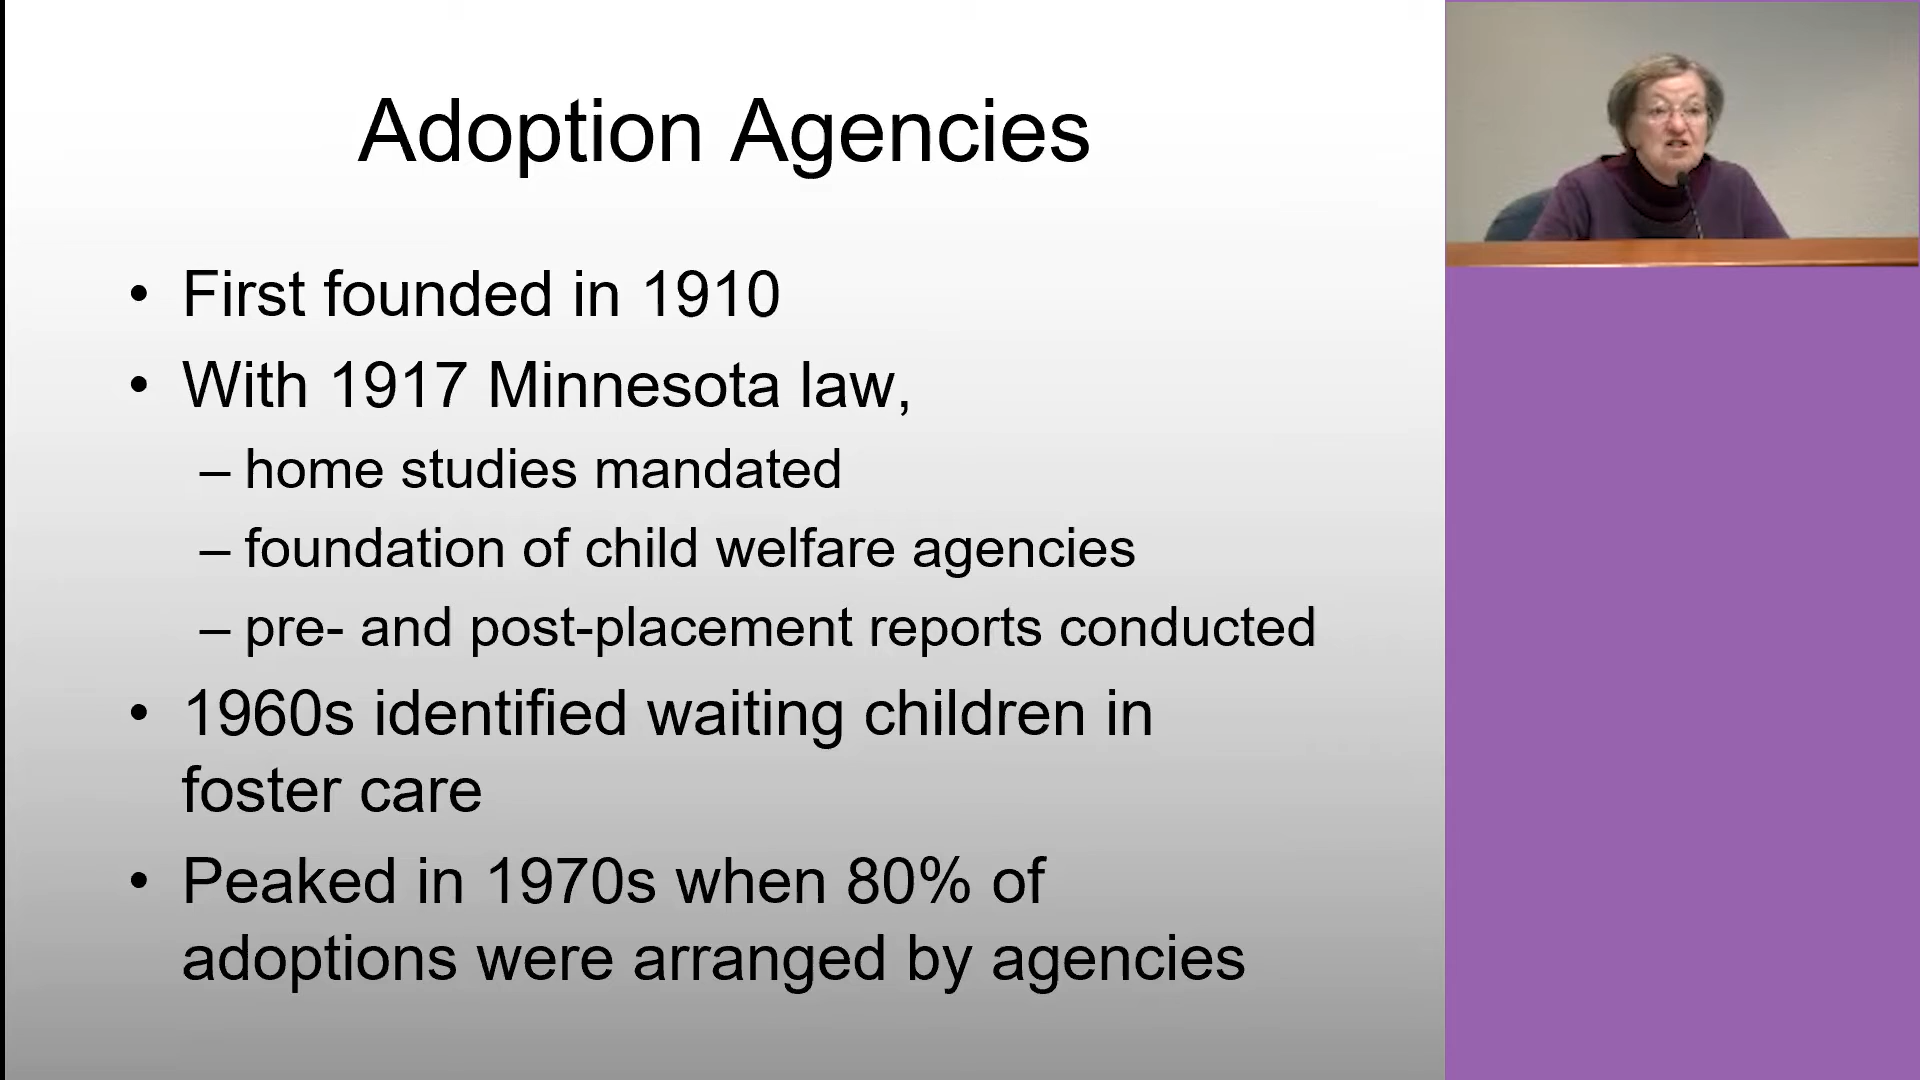 Adoption Agencies
• First founded in 1910
• With 1917 Minnesota law,
– home studies mandated
– foundation of child welfare agencies
– pre- and post-placement reports conducted
• 1960s identified waiting children in
foster care
• Peaked in 1970s when 80% of
adoptions were arranged by agencies